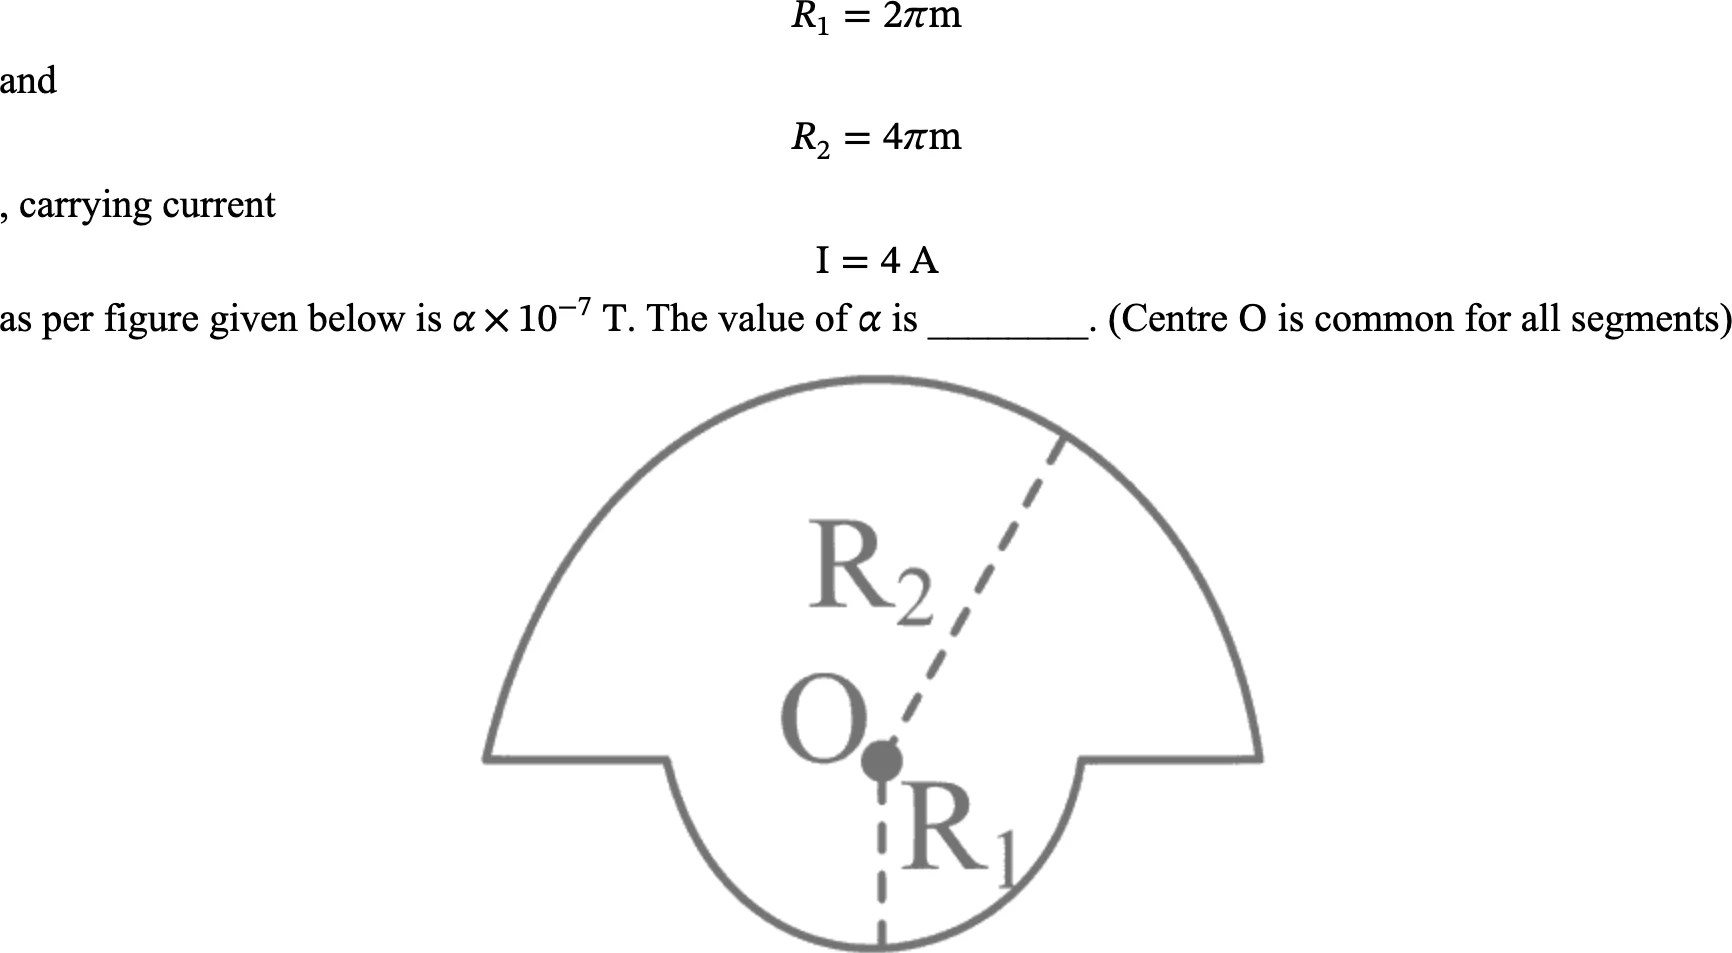 R₁ = 2πm
and
R₂ = 4πm
, carrying current
I = 4 A
as per figure given below is α × 10⁻⁷ T. The value of α is ________. (Centre O is common for all segments)
R₂
O
R₁